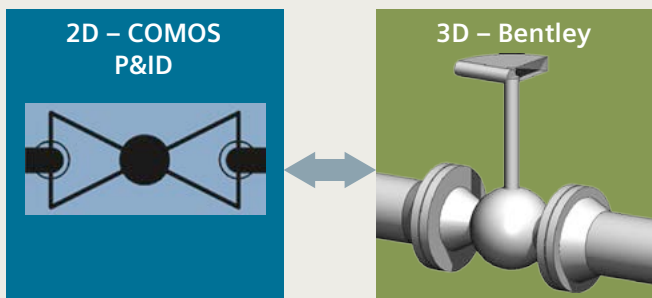 2D – COMOS
P&ID
3D – Bentley